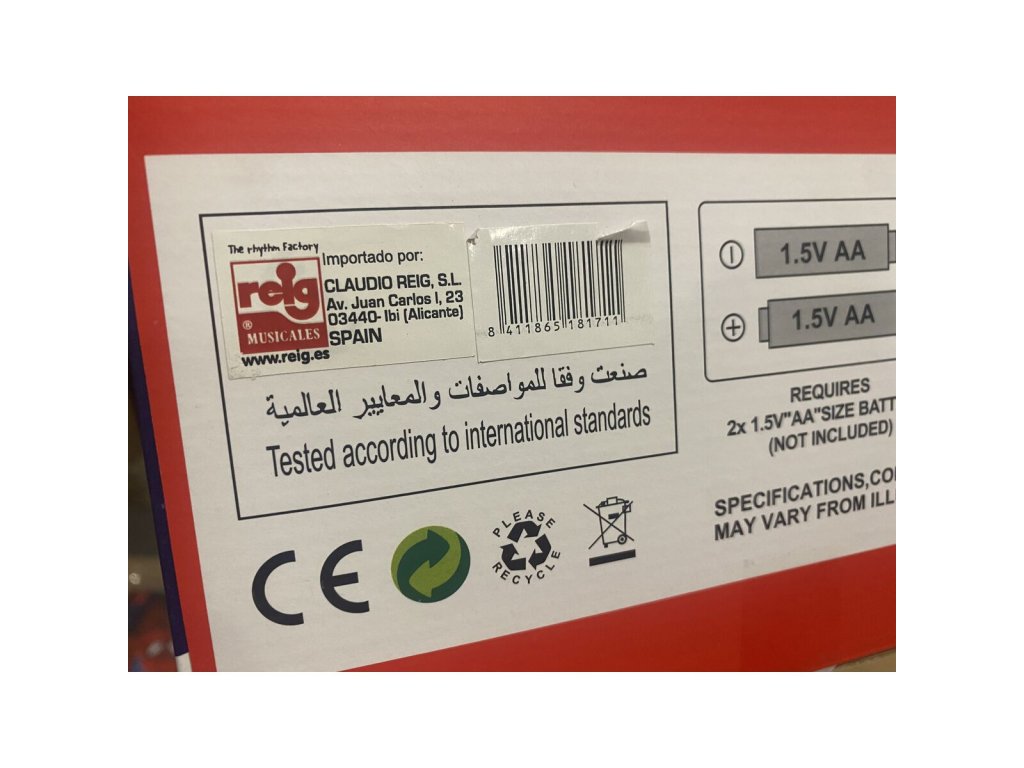 The rhythm Factory
reig
®
MUSICALES
www.reig.es
Importado por:
CLAUDIO REIG, S.L.
Av. Juan Carlos I, 23
03440- Ibi (Alicante)
SPAIN
8 411865 181711
صنعت وفقا للمواصفات والمعايير العالمية
Tested according to international standards
CE
PLEASE
RECYCLE
1.5V AA
1.5V AA
REQUIRES
2x 1.5V"AA"SIZE BATT
(NOT INCLUDED)
SPECIFICATIONS,CO
MAY VARY FROM ILL